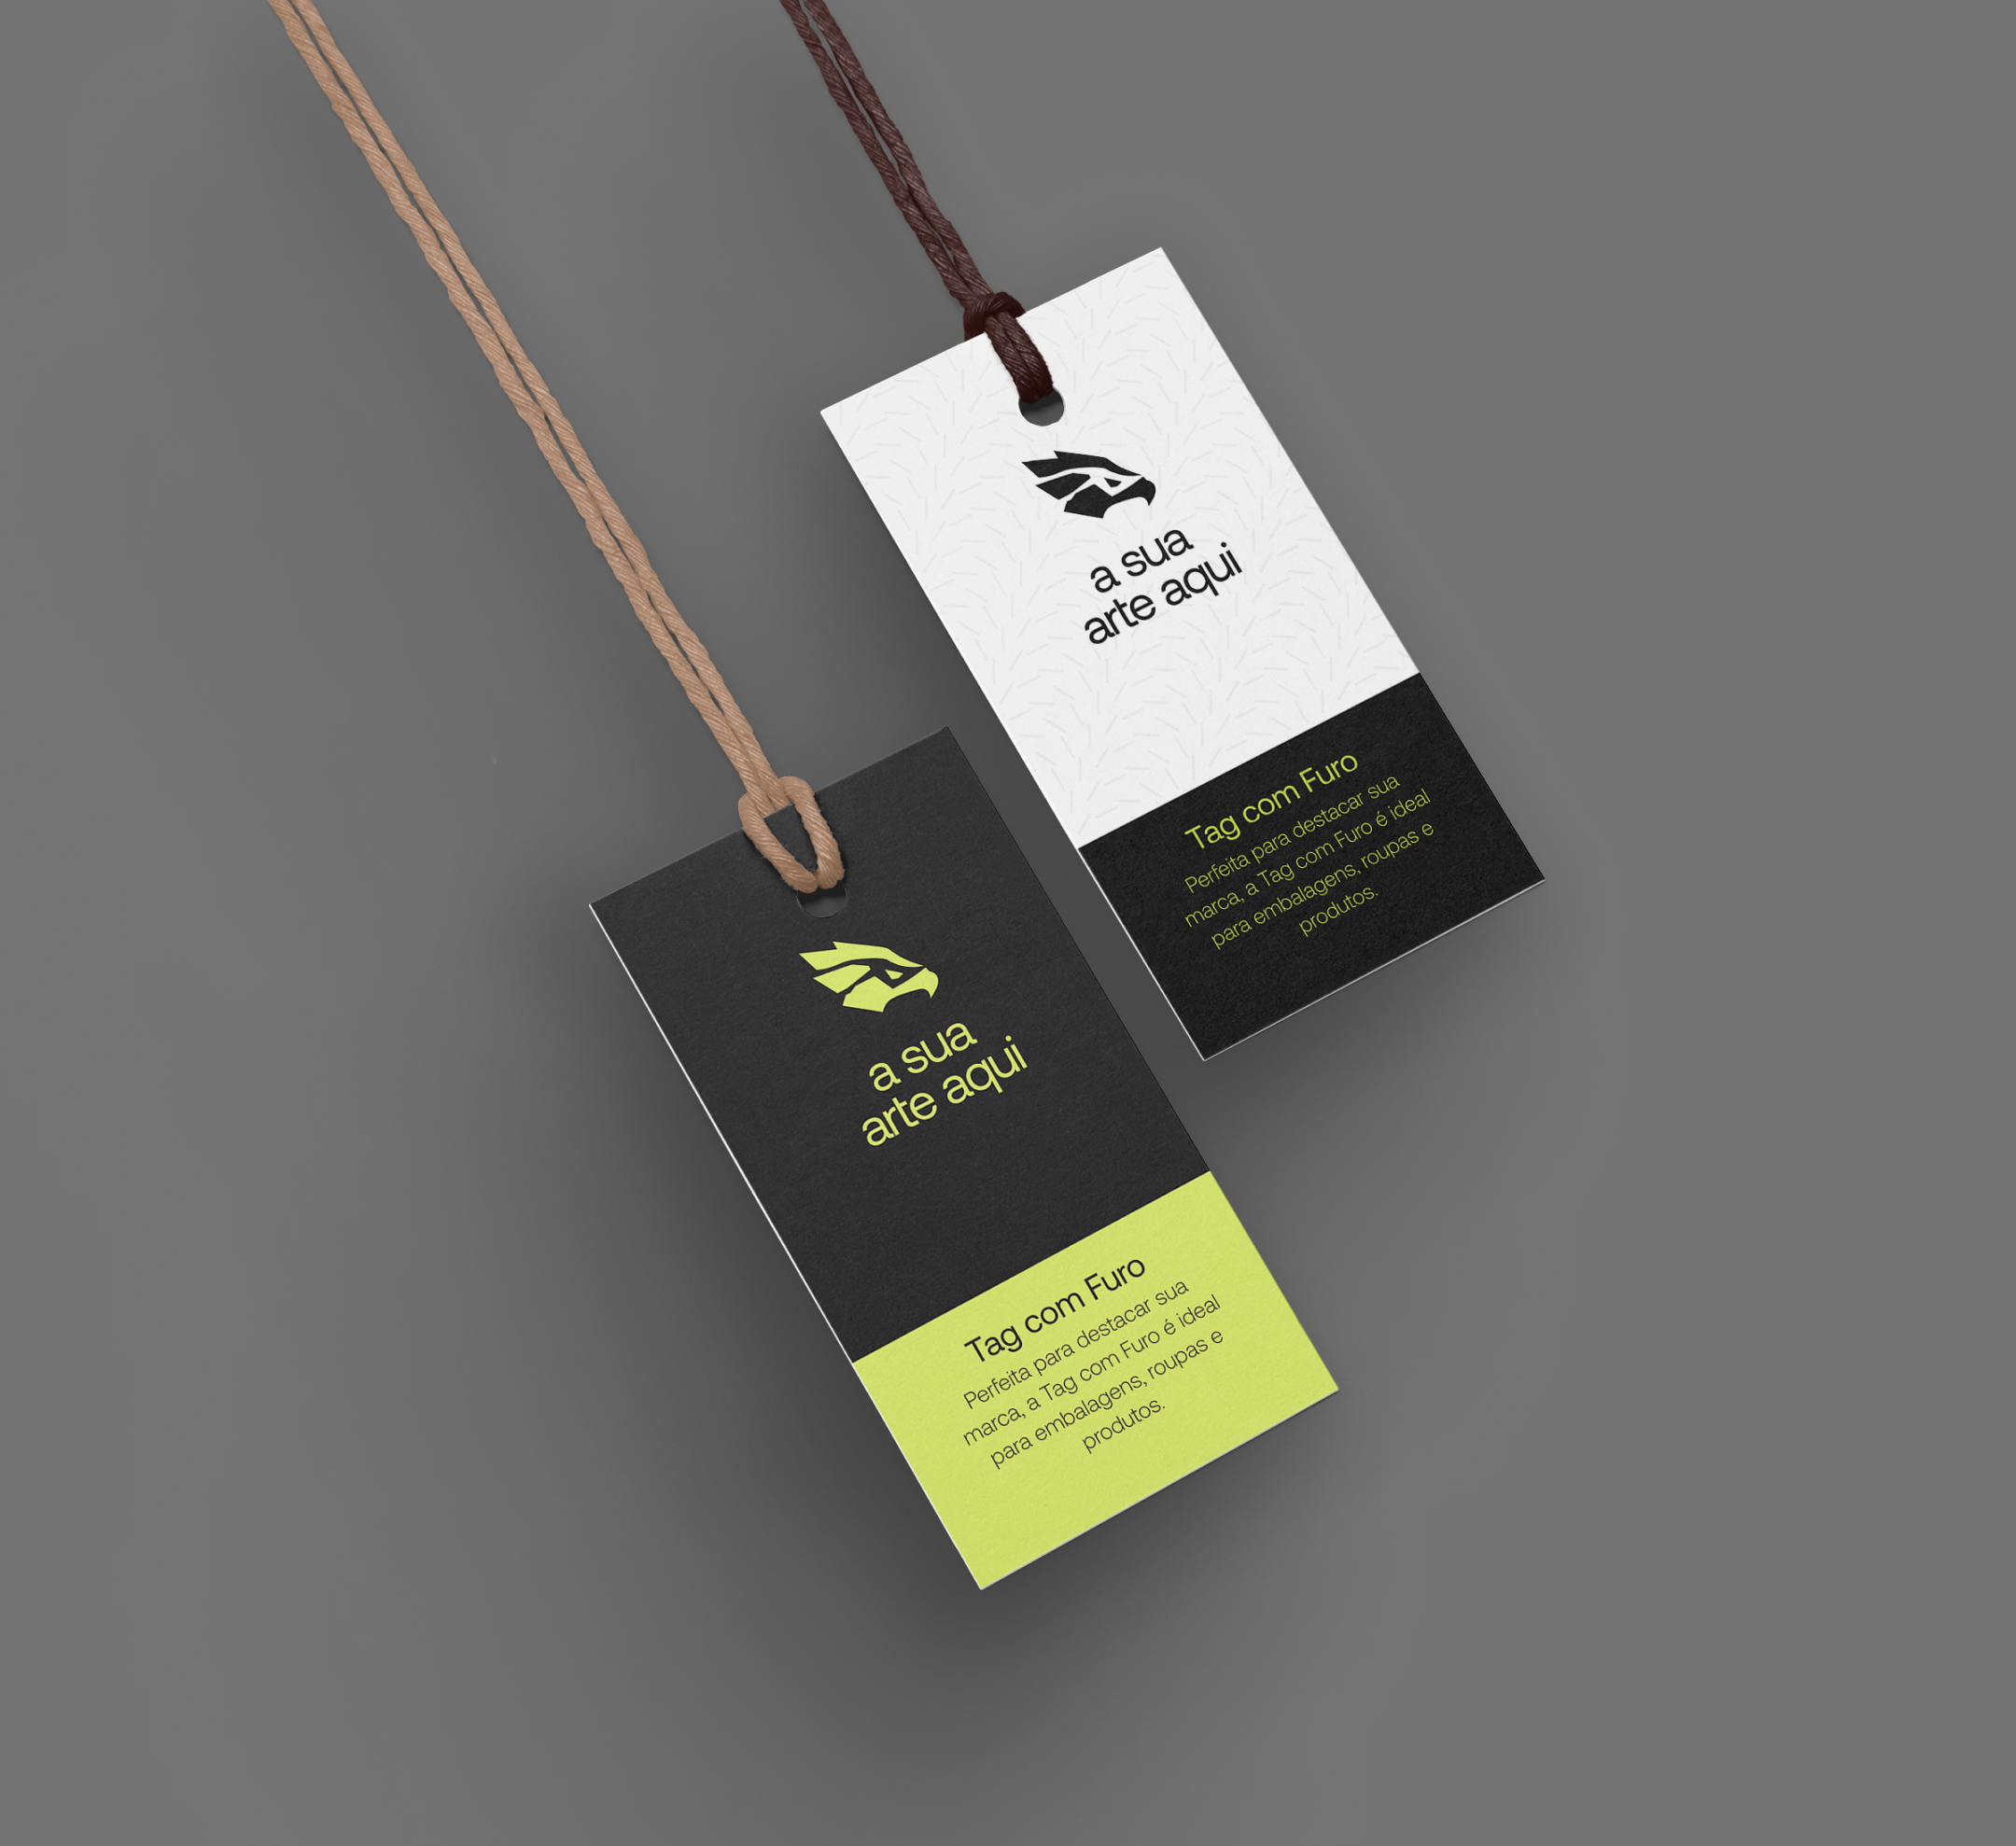 a sua
arte aqui
Tag com Furo
Perfeita para destacar sua
marca, a Tag com Furo é ideal
para embalagens, roupas e
produtos.
a sua
arte aqui
Tag com Furo
Perfeita para destacar sua
marca, a Tag com Furo é ideal
para embalagens, roupas e
produtos.